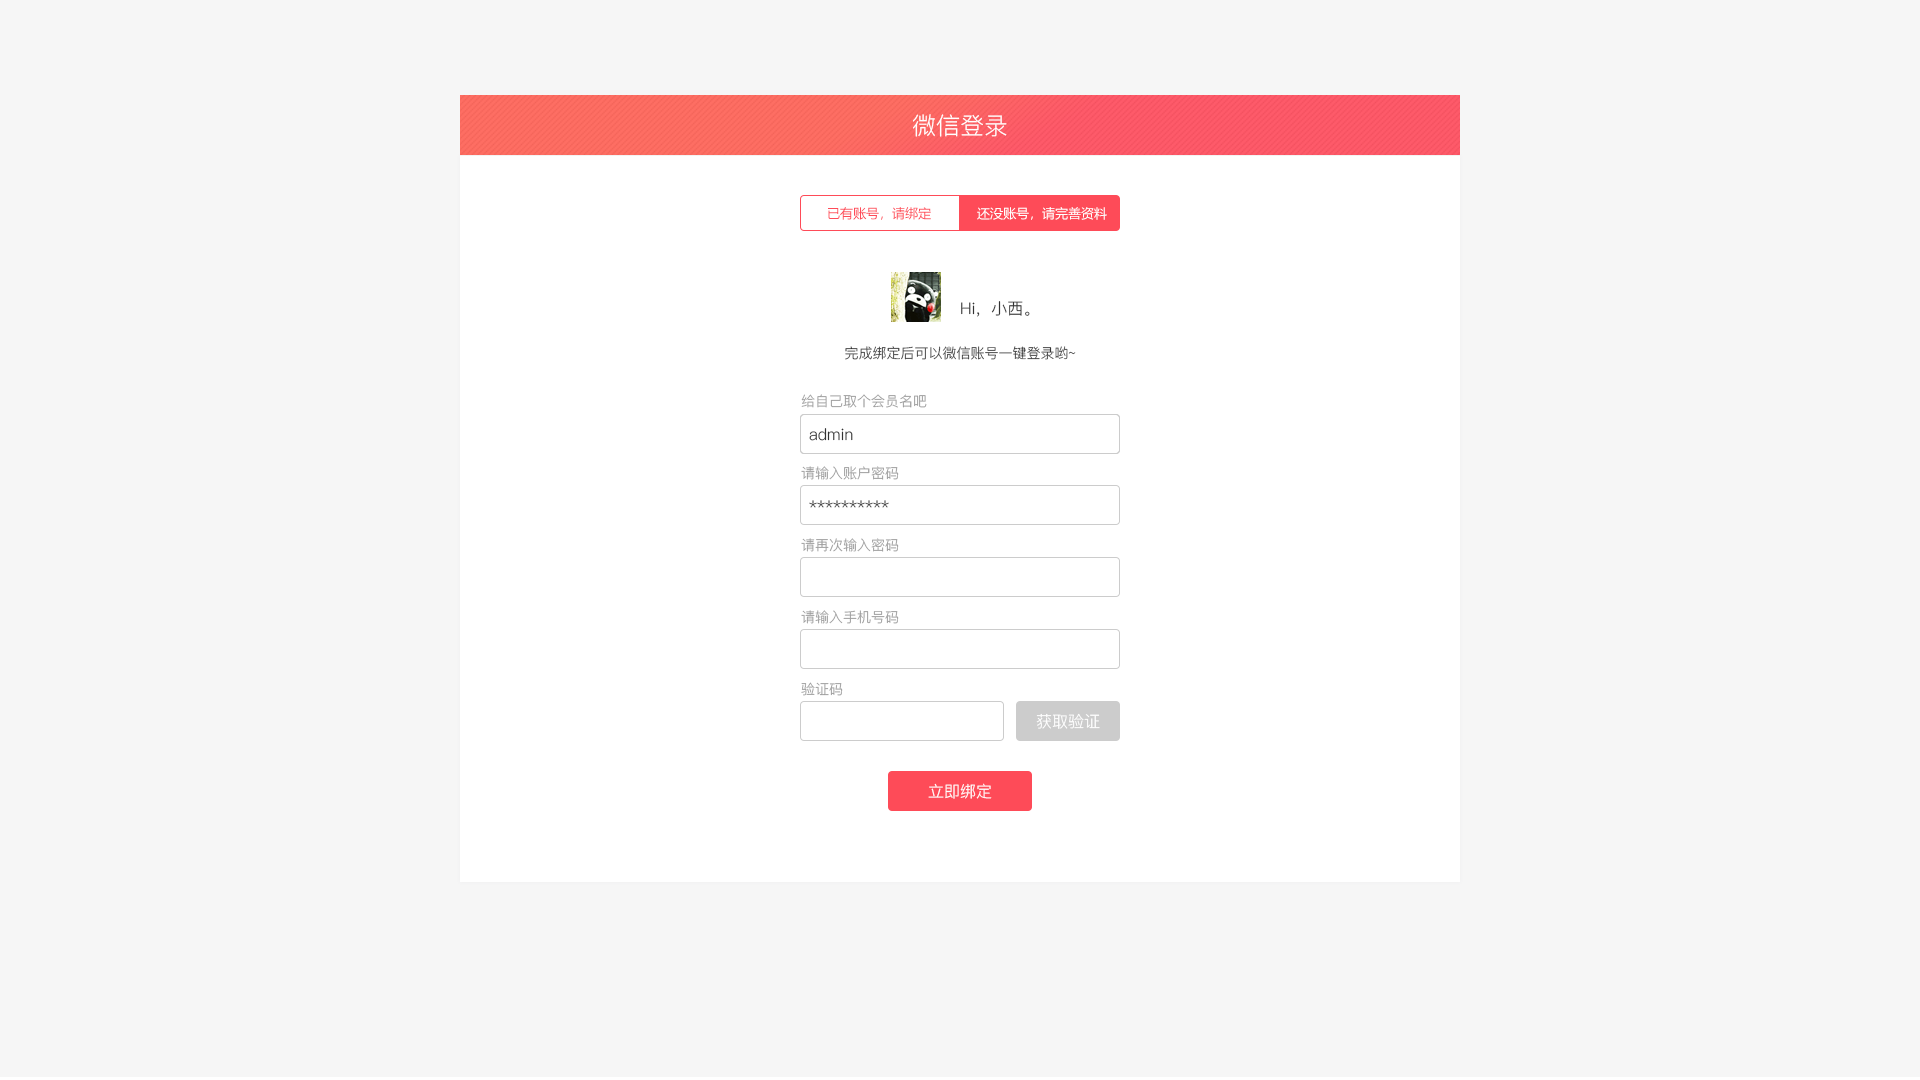 微信登录
已有账号，请绑定
还没账号，请完善资料
Hi，小西。
完成绑定后可以微信账号一键登录哟~
给自己取个会员名吧
admin
请输入账户密码
**********
请再次输入密码
请输入手机号码
验证码
获取验证
立即绑定